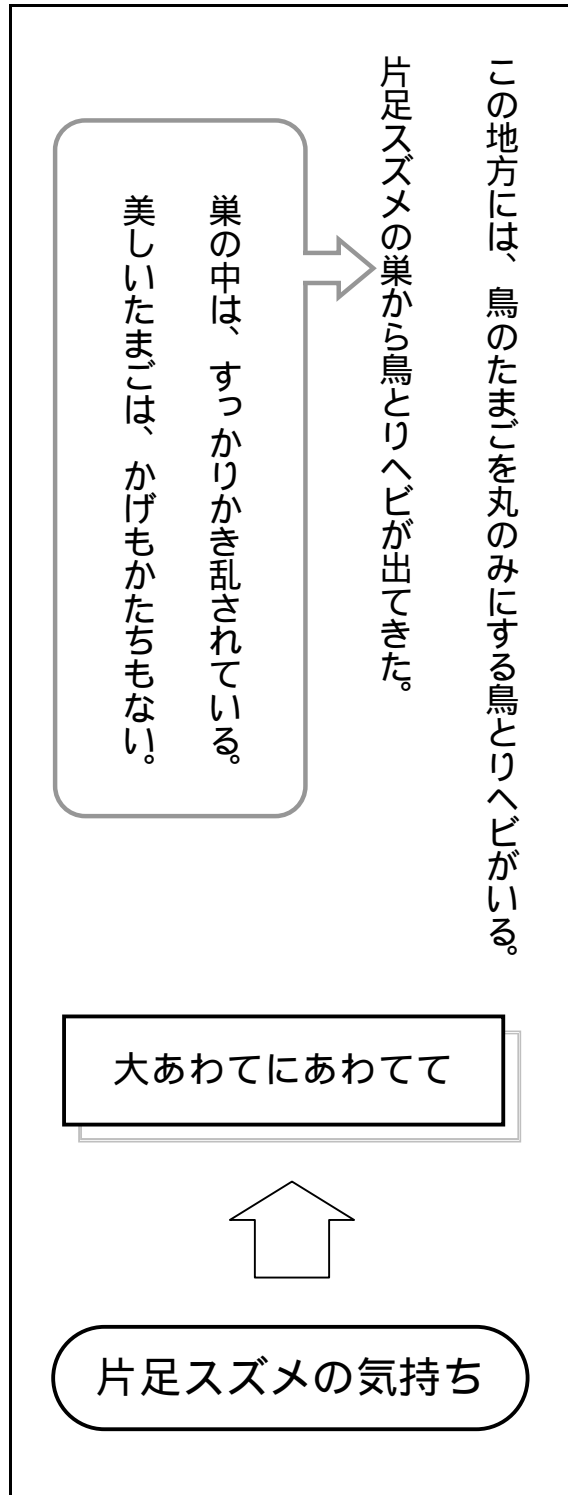 この地方には、鳥のたまごを丸のみにする鳥とりヘビがいる。
片足スズメの巣から鳥とりヘビが出てきた。
巣の中は、すっかりかき乱されている。
美しいたまごは、かげもかたちもない。
大あわてにあわてて
片足スズメの気持ち